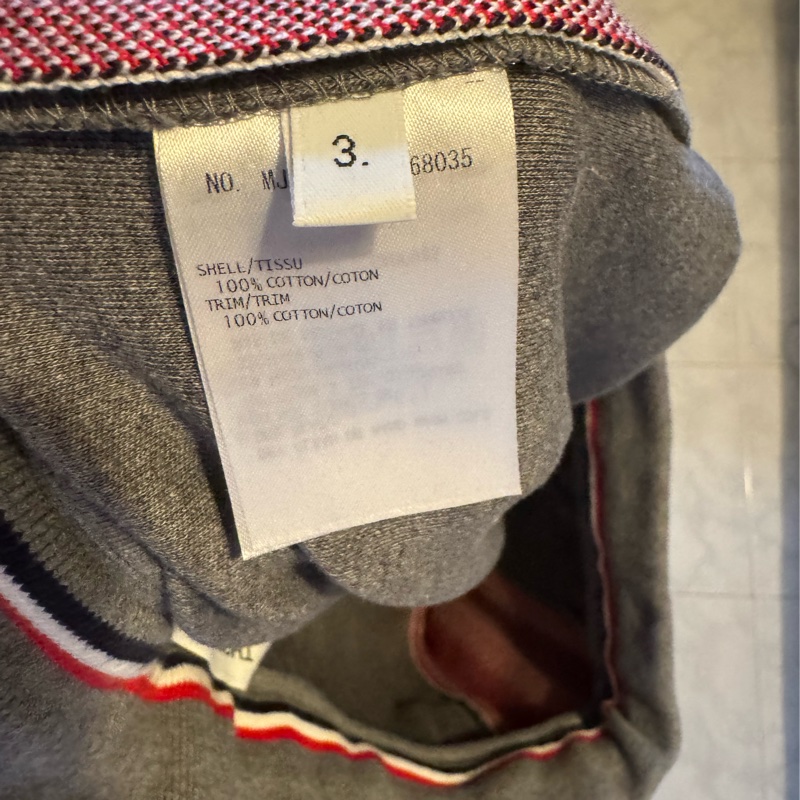 3.
NO. MJ 68035
SHELL/TISSU
100% COTTON/COTON
TRIM/TRIM
100% COTTON/COTON